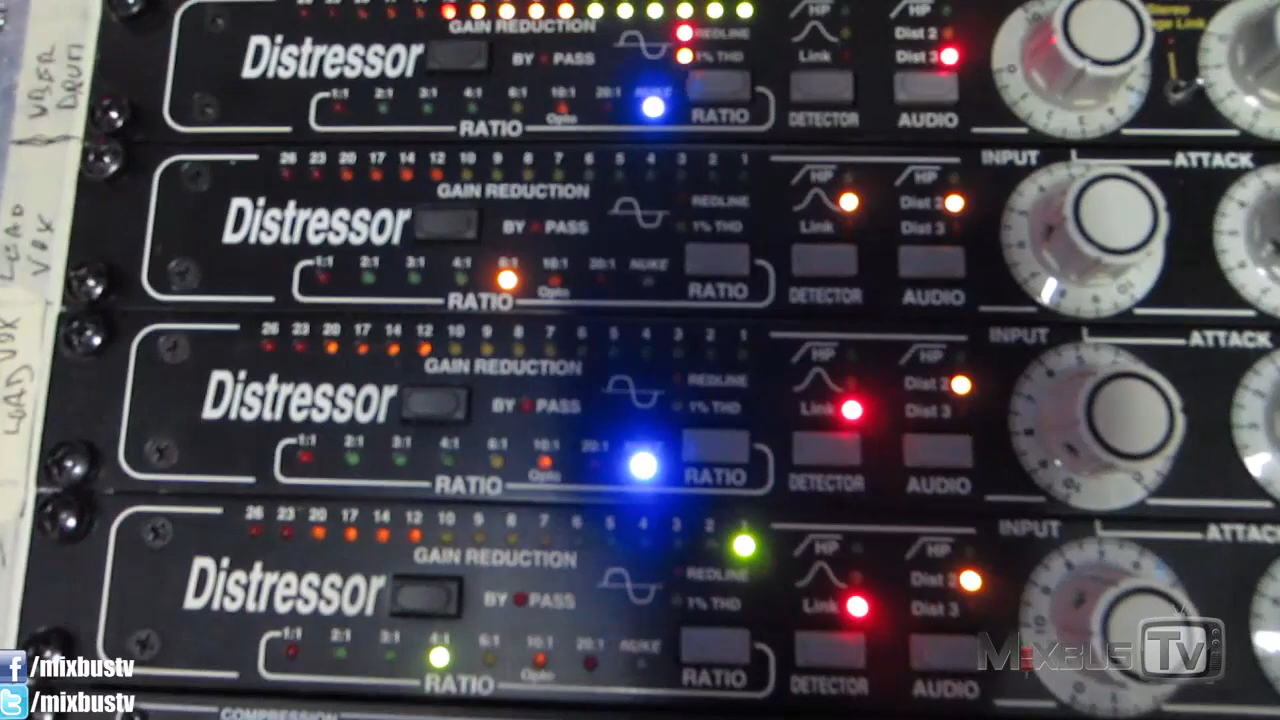 GAIN REDUCTION
REDLINE
1% THD
Distressor
BY PASS
1:1 2:1 3:1 4:1 6:1 10:1 20:1 NUKE
Opto
RATIO
RATIO
HP
Link
DETECTOR
HP
Dist 2
Dist 3
AUDIO
Stereo
Link
INPUT
ATTACK
VBER
DRUM
26 23 20 17 14 12 10 9 8 7 6 5 4 3 2 1
GAIN REDUCTION
REDLINE
1% THD
Distressor
BY PASS
1:1 2:1 3:1 4:1 6:1 10:1 20:1 NUKE
Opto
RATIO
RATIO
HP
Link
DETECTOR
HP
Dist 2
Dist 3
AUDIO
INPUT
ATTACK
LEAD
VOX
26 23 20 17 14 12 10 9 8 7 6 5 4 3 2 1
GAIN REDUCTION
REDLINE
1% THD
Distressor
BY PASS
1:1 2:1 3:1 4:1 6:1 10:1 20:1
Opto
RATIO
RATIO
HP
Link
DETECTOR
HP
Dist 2
Dist 3
AUDIO
INPUT
ATTACK
LEAD VOX
26 23 20 17 14 12 10 9 8 7 6 5 4 3 2 1
GAIN REDUCTION
REDLINE
1% THD
Distressor
BY PASS
1:1 2:1 3:1 4:1 6:1 10:1 20:1 NUKE
Opto
RATIO
RATIO
HP
Link
DETECTOR
HP
Dist 2
Dist 3
AUDIO
MIXBUS TV
f /mixbustv
/mixbustv
COMPRESSION